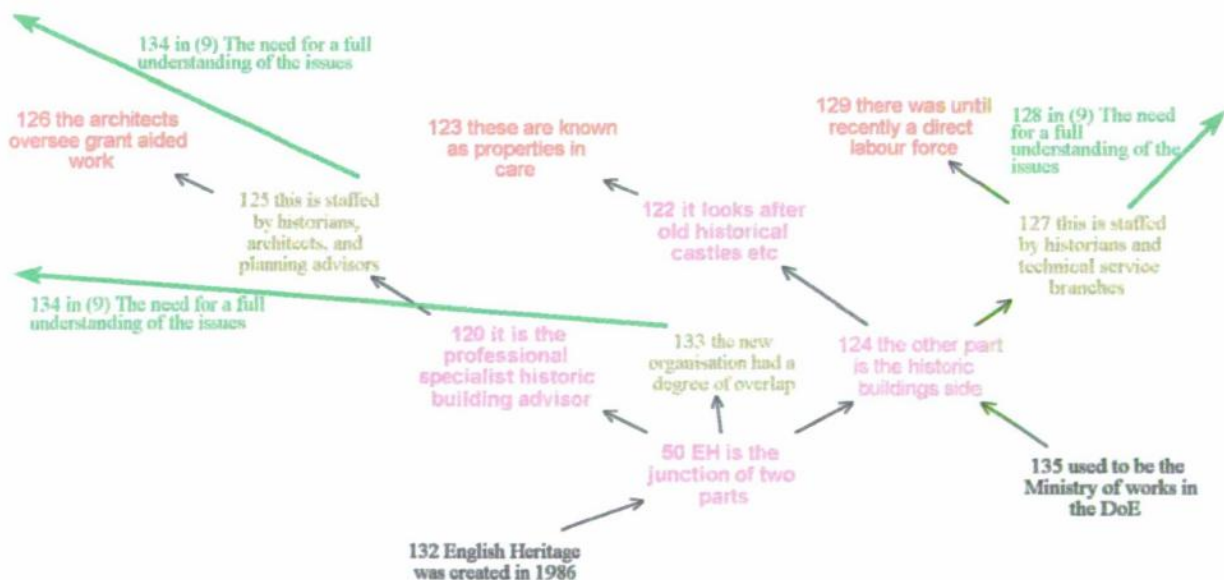 134 in (9) The need for a full
understanding of the issues
126 the architects
oversee grant aided
work
123 these are known
as properties in
care
129 there was until
recently a direct
labour force
128 in (9) The need
for a full
understanding of the
issues
125 this is staffed
by historians,
architects, and
planning advisors
122 it looks after
old historical
castles etc
127 this is staffed
by historians and
technical service
branches
134 in (9) The need for a full
understanding of the issues
120 it is the
professional
specialist historic
building advisor
133 the new
organisation had a
degree of overlap
124 the other part
is the historic
buildings side
50 EH is the
junction of two
parts
135 used to be the
Ministry of works in
the DoE
132 English Heritage
was created in 1986